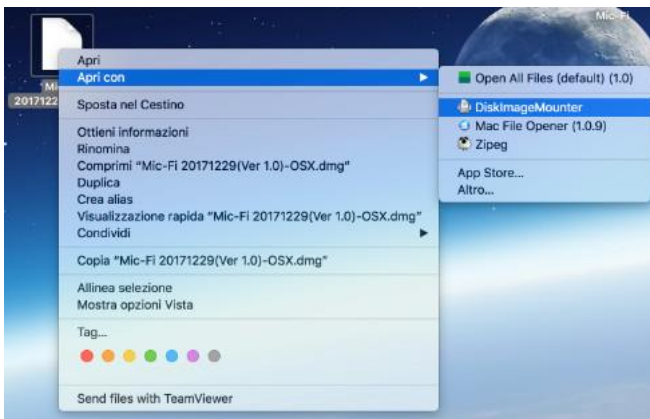 Mic-Fi
Mi
2017122
Apri
Apri con
Sposta nel Cestino
Ottieni informazioni
Rinomina
Comprimi “Mic-Fi 20171229(Ver 1.0)-OSX.dmg”
Duplica
Crea alias
Visualizzazione rapida “Mic-Fi 20171229(Ver 1.0)-OSX.dmg”
Condividi
Copia “Mic-Fi 20171229(Ver 1.0)-OSX.dmg”
Allinea selezione
Mostra opzioni Vista
Tag...
Send files with TeamViewer
Open All Files (default) (1.0)
DiskImageMounter
Mac File Opener (1.0.9)
Zipeg
App Store...
Altro...